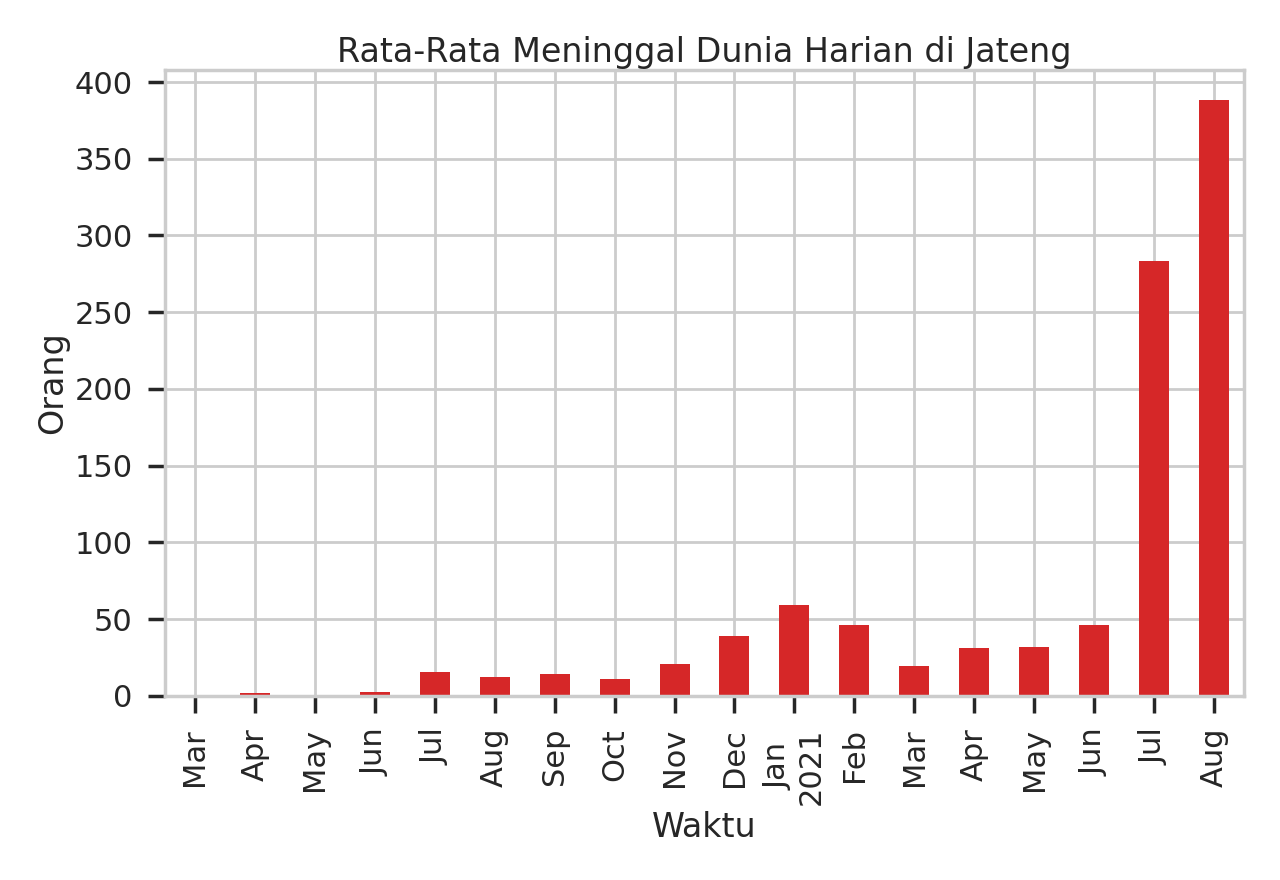 Rata-Rata Meninggal Dunia Harian di Jateng
400
350
300
250
200
150
100
50
0
Orang
Mar
Apr
May
Jun
Jul
Aug
Sep
Oct
Nov
Dec
Jan
2021
Feb
Mar
Apr
May
Jun
Jul
Aug
Waktu